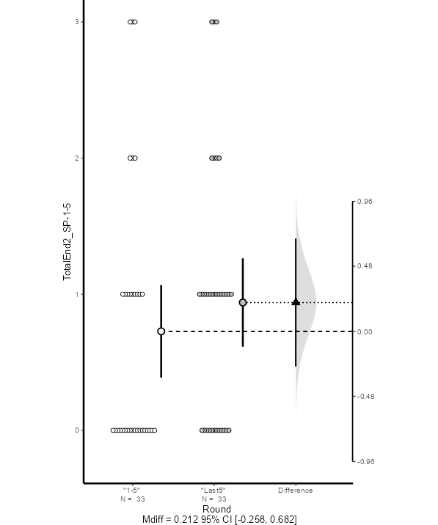 3
2
1
0
TotalEnd2_SP-1-5
0.96
0.48
0.00
-0.48
-0.96
"1-5" "Last5" Difference
N = 33 N = 33
Round
Mdiff = 0.212 95% CI [-0.258, 0.682]